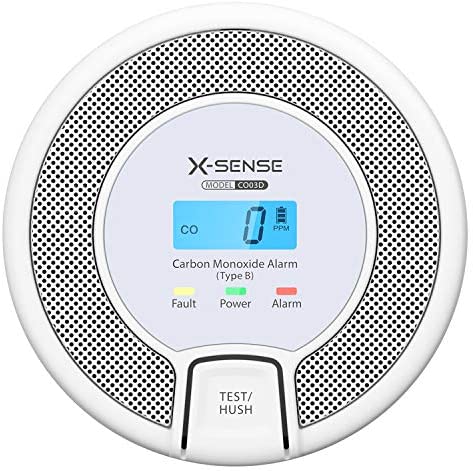 X-SENSE
MODEL CO03D
CO 0 PPM
Carbon Monoxide Alarm
(Type B)
Fault Power Alarm
TEST/
HUSH